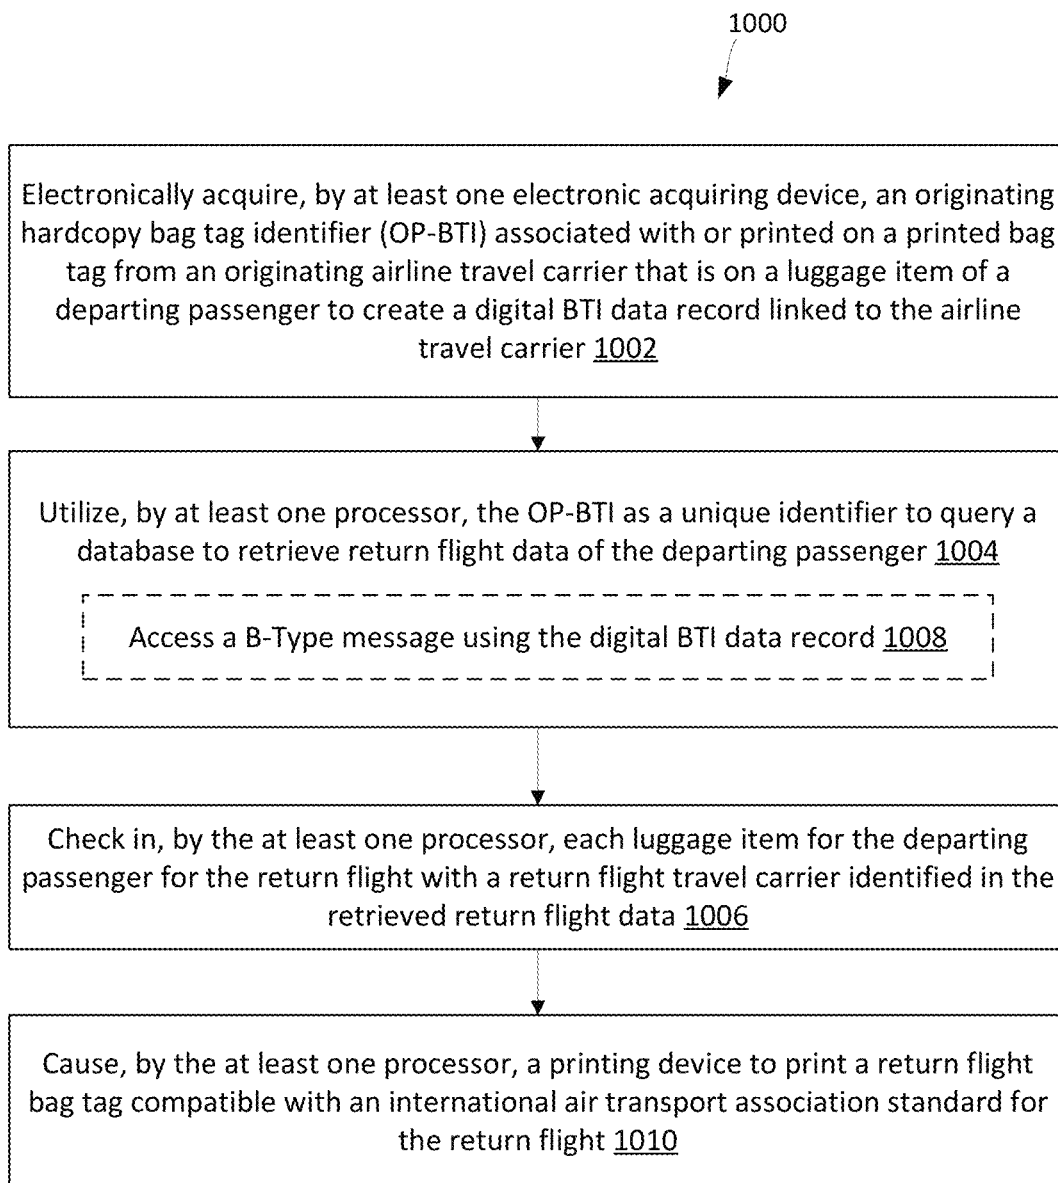 1000
Electronically acquire, by at least one electronic acquiring device, an originating
hardcopy bag tag identifier (OP-BTI) associated with or printed on a printed bag
tag from an originating airline travel carrier that is on a luggage item of a
departing passenger to create a digital BTI data record linked to the airline
travel carrier 1002
Utilize, by at least one processor, the OP-BTI as a unique identifier to query a
database to retrieve return flight data of the departing passenger 1004
Access a B-Type message using the digital BTI data record 1008
Check in, by the at least one processor, each luggage item for the departing
passenger for the return flight with a return flight travel carrier identified in the
retrieved return flight data 1006
Cause, by the at least one processor, a printing device to print a return flight
bag tag compatible with an international air transport association standard for
the return flight 1010